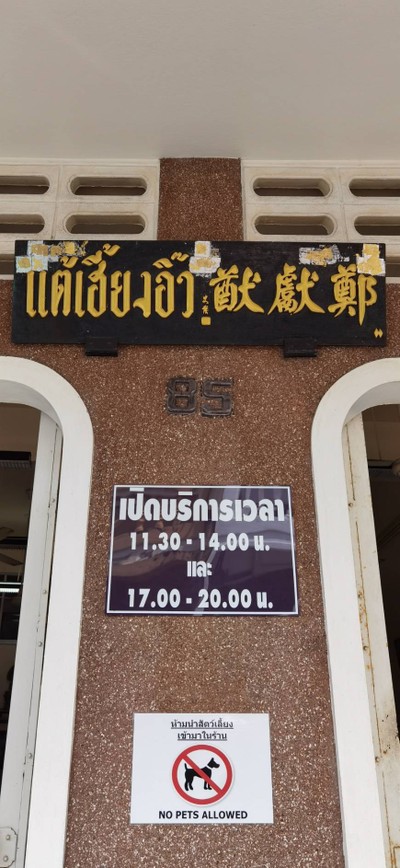 แต้เฮี้ยงอิ๊ว 猷獻鄭
85
เปิดบริการเวลา
11.30 - 14.00 น.
และ
17.00 - 20.00 น.
ห้ามนำสัตว์เลี้ยง
เข้ามาในร้าน
NO PETS ALLOWED